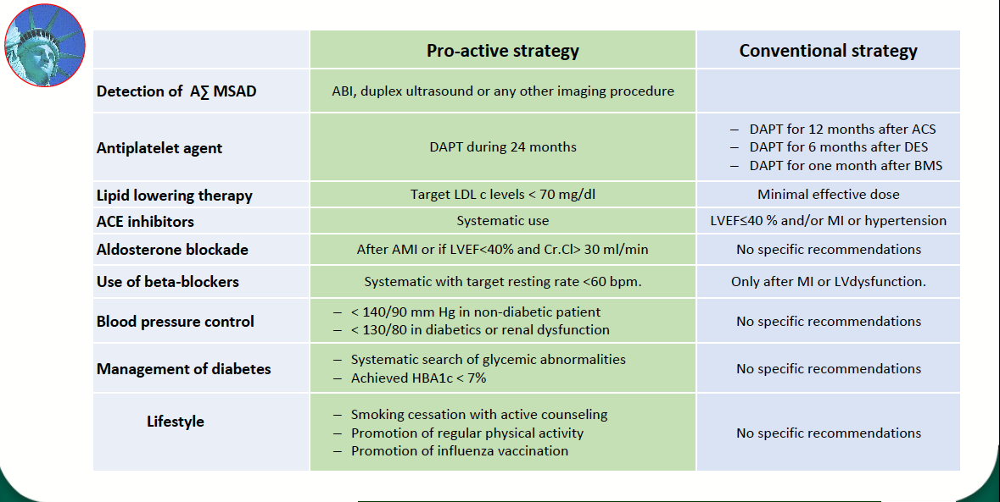 Pro-active strategy
Conventional strategy
Detection of A∑ MSAD
ABI, duplex ultrasound or any other imaging procedure
Antiplatelet agent
DAPT during 24 months
– DAPT for 12 months after ACS
– DAPT for 6 months after DES
– DAPT for one month after BMS
Lipid lowering therapy
Target LDL c levels < 70 mg/dl
Minimal effective dose
ACE inhibitors
Systematic use
LVEF≤40 % and/or MI or hypertension
Aldosterone blockade
After AMI or if LVEF<40% and Cr.Cl> 30 ml/min
No specific recommendations
Use of beta-blockers
Systematic with target resting rate <60 bpm.
Only after MI or LVdysfunction.
Blood pressure control
– < 140/90 mm Hg in non-diabetic patient
– < 130/80 in diabetics or renal dysfunction
No specific recommendations
Management of diabetes
– Systematic search of glycemic abnormalities
– Achieved HBA1c < 7%
No specific recommendations
Lifestyle
– Smoking cessation with active counseling
– Promotion of regular physical activity
– Promotion of influenza vaccination
No specific recommendations